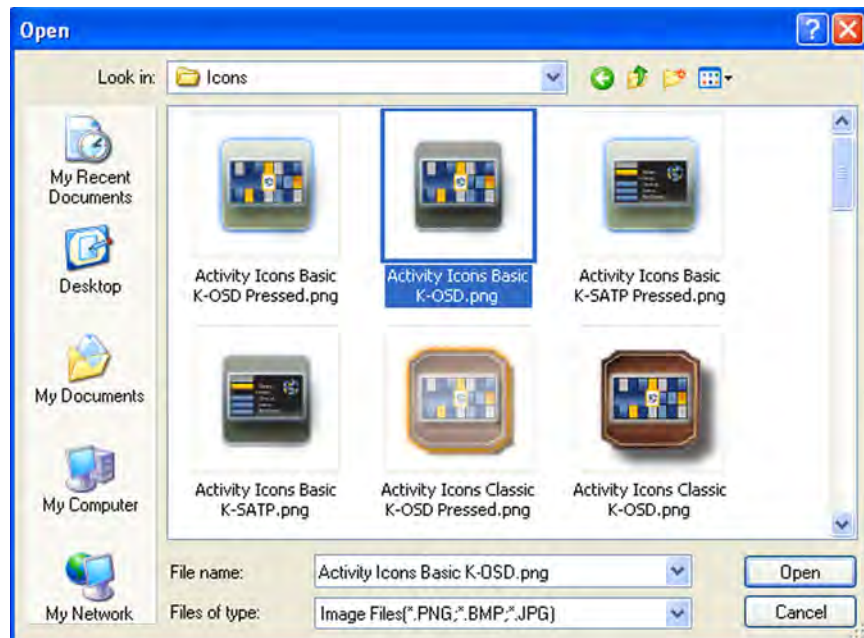 Open
Look in:
Icons
My Recent
Documents
Desktop
My Documents
My Computer
My Network
Activity Icons Basic
K-OSD Pressed.png
Activity Icons Basic
K-OSD.png
Activity Icons Basic
K-SATP Pressed.png
Activity Icons Basic
K-SATP.png
Activity Icons Classic
K-OSD Pressed.png
Activity Icons Classic
K-OSD.png
File name:
Activity Icons Basic K-OSD.png
Open
Files of type:
Image Files(*.PNG;*.BMP;*.JPG)
Cancel